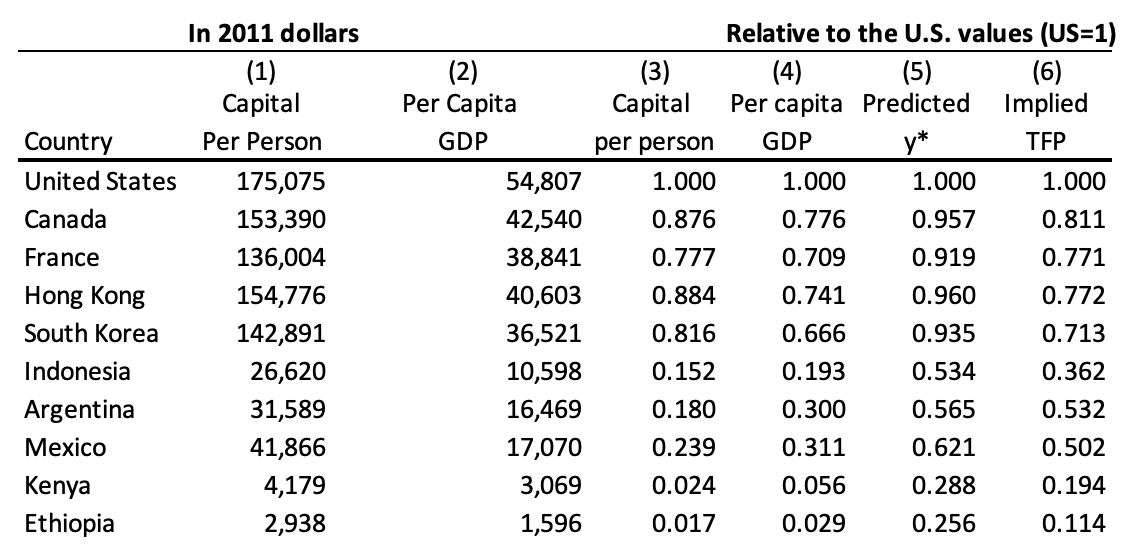 In 2011 dollars Relative to the U.S. values (US=1)
(1) (2) (3) (4) (5) (6)
Capital Per Capita Capital Per capita Predicted Implied
Country Per Person GDP per person GDP y* TFP
United States 175,075 54,807 1.000 1.000 1.000 1.000
Canada 153,390 42,540 0.876 0.776 0.957 0.811
France 136,004 38,841 0.777 0.709 0.919 0.771
Hong Kong 154,776 40,603 0.884 0.741 0.960 0.772
South Korea 142,891 36,521 0.816 0.666 0.935 0.713
Indonesia 26,620 10,598 0.152 0.193 0.534 0.362
Argentina 31,589 16,469 0.180 0.300 0.565 0.532
Mexico 41,866 17,070 0.239 0.311 0.621 0.502
Kenya 4,179 3,069 0.024 0.056 0.288 0.194
Ethiopia 2,938 1,596 0.017 0.029 0.256 0.114